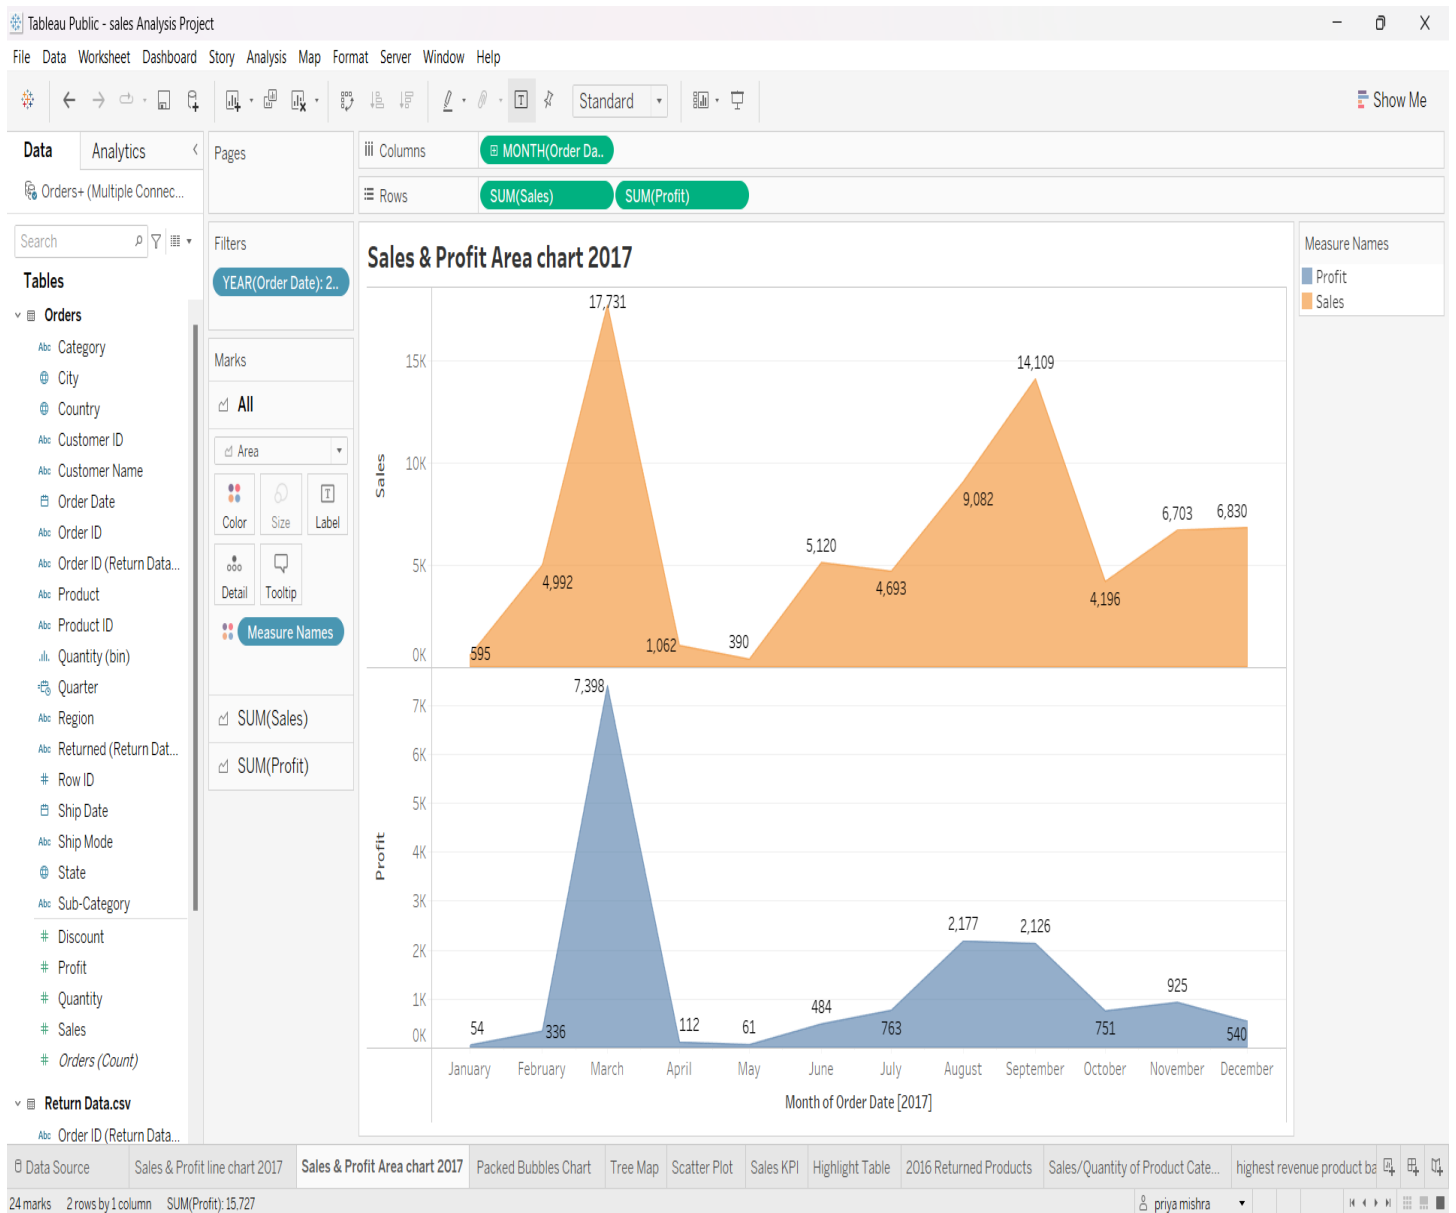 Tableau Public - sales Analysis Project
File Data Worksheet Dashboard Story Analysis Map Format Server Window Help
Standard
Show Me
Data Analytics
Orders+ (Multiple Connec...
Search
Tables
Orders
Abc Category
City
Country
Abc Customer ID
Abc Customer Name
Order Date
Abc Order ID
Abc Order ID (Return Data...
Abc Product
Abc Product ID
Quantity (bin)
Quarter
Abc Region
Abc Returned (Return Dat...
# Row ID
Ship Date
Abc Ship Mode
State
Abc Sub-Category
# Discount
# Profit
# Quantity
# Sales
# Orders (Count)
Return Data.csv
Abc Order ID (Return Data...
Pages
Filters
YEAR(Order Date): 2..
Marks
All
Area
Color Size Label
Detail Tooltip
Measure Names
SUM(Sales)
SUM(Profit)
Columns MONTH(Order Da..
Rows SUM(Sales) SUM(Profit)
Sales & Profit Area chart 2017
Sales
15K
10K
5K
0K
595
4,992
17,731
1,062
390
5,120
4,693
9,082
14,109
4,196
6,703
6,830
Profit
7K
6K
5K
4K
3K
2K
1K
0K
54
336
7,398
112
61
484
763
2,177
2,126
751
925
540
January February March April May June July August September October November December
Month of Order Date [2017]
Measure Names
Profit
Sales
Data Source Sales & Profit line chart 2017 Sales & Profit Area chart 2017 Packed Bubbles Chart Tree Map Scatter Plot Sales KPI Highlight Table 2016 Returned Products Sales/Quantity of Product Cate... highest revenue product ba
24 marks 2 rows by 1 column SUM(Profit): 15,727 priya mishra